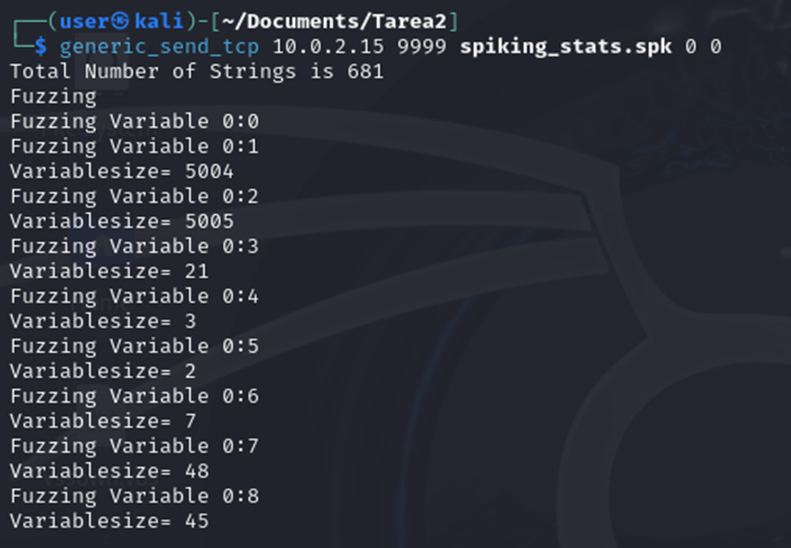 ┌──(user㉿kali)-[~/Documents/Tarea2]
└─$ generic_send_tcp 10.0.2.15 9999 spiking_stats.spk 0 0
Total Number of Strings is 681
Fuzzing
Fuzzing Variable 0:0
Fuzzing Variable 0:1
Variablesize= 5004
Fuzzing Variable 0:2
Variablesize= 5005
Fuzzing Variable 0:3
Variablesize= 21
Fuzzing Variable 0:4
Variablesize= 3
Fuzzing Variable 0:5
Variablesize= 2
Fuzzing Variable 0:6
Variablesize= 7
Fuzzing Variable 0:7
Variablesize= 48
Fuzzing Variable 0:8
Variablesize= 45